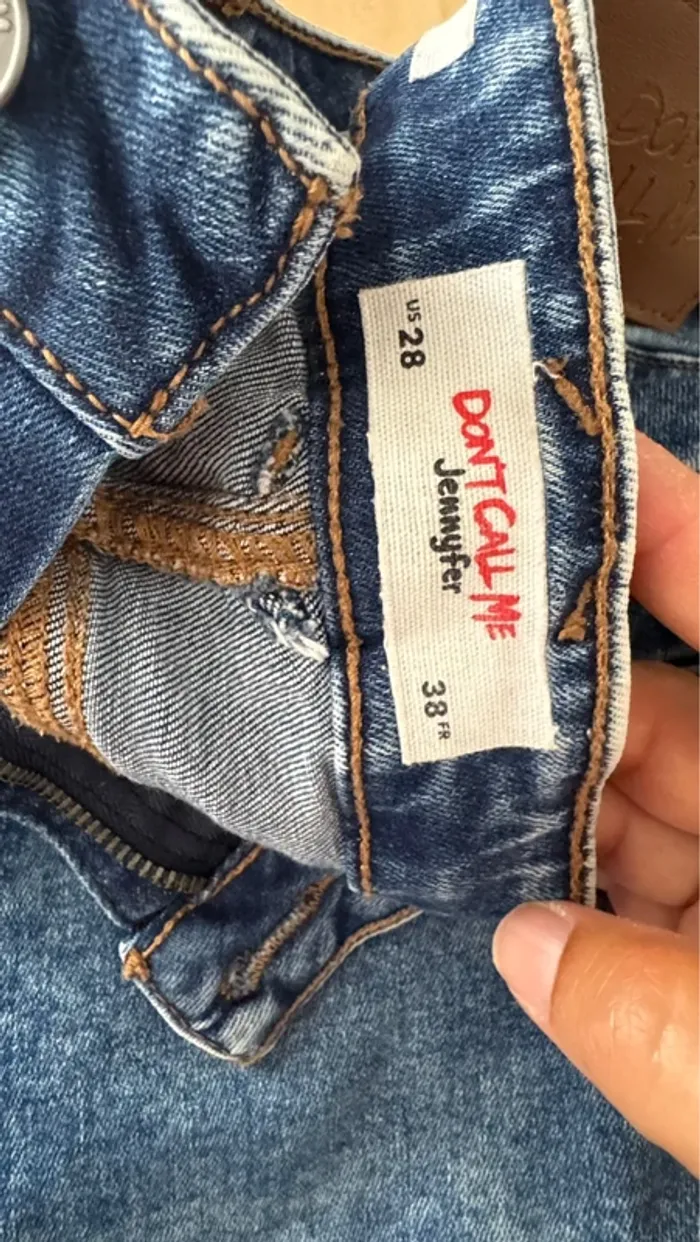 US 28
DON'T CALL ME
Jennyfer
38 FR